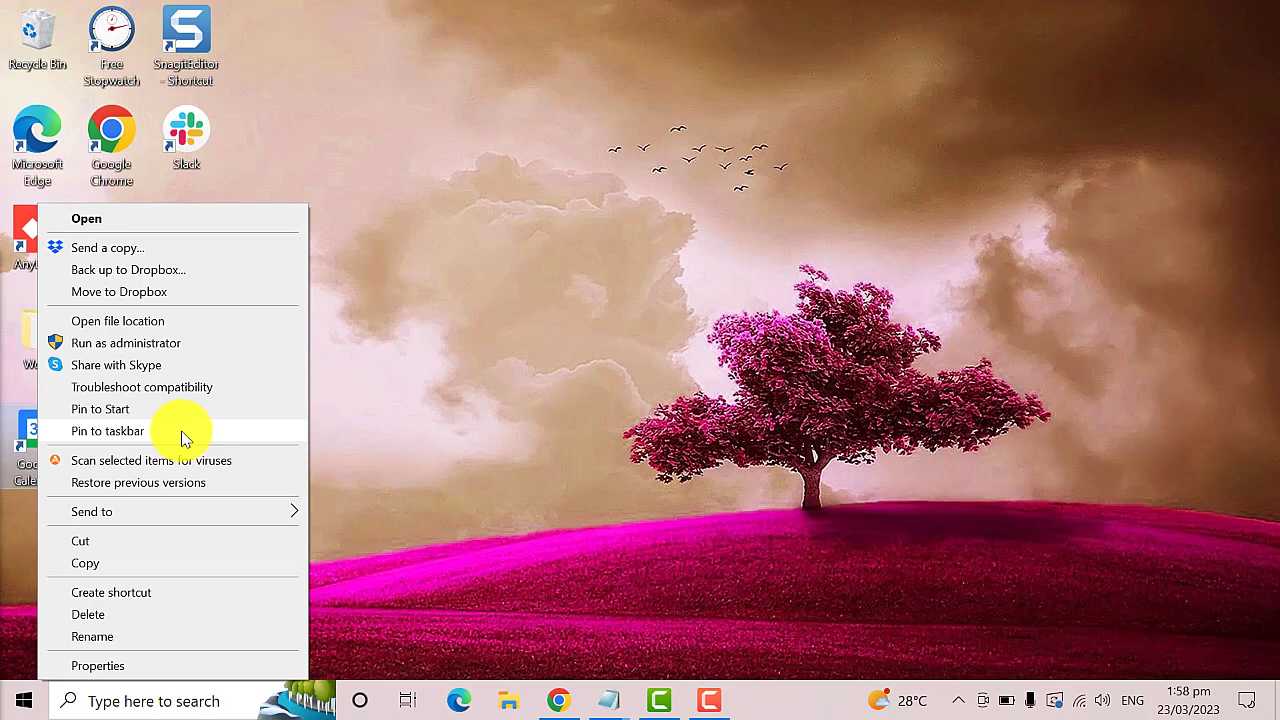 Recycle Bin
Free
Stopwatch
SnagitEditor
- Shortcut
Microsoft
Edge
Google
Chrome
Slack
Open
Send a copy...
Back up to Dropbox...
Move to Dropbox
Open file location
Run as administrator
Share with Skype
Troubleshoot compatibility
Pin to Start
Pin to taskbar
Scan selected items for viruses
Restore previous versions
Send to
Cut
Copy
Create shortcut
Delete
Rename
Properties
Type here to search
28°C
ENG
1:58 pm
23/03/2023